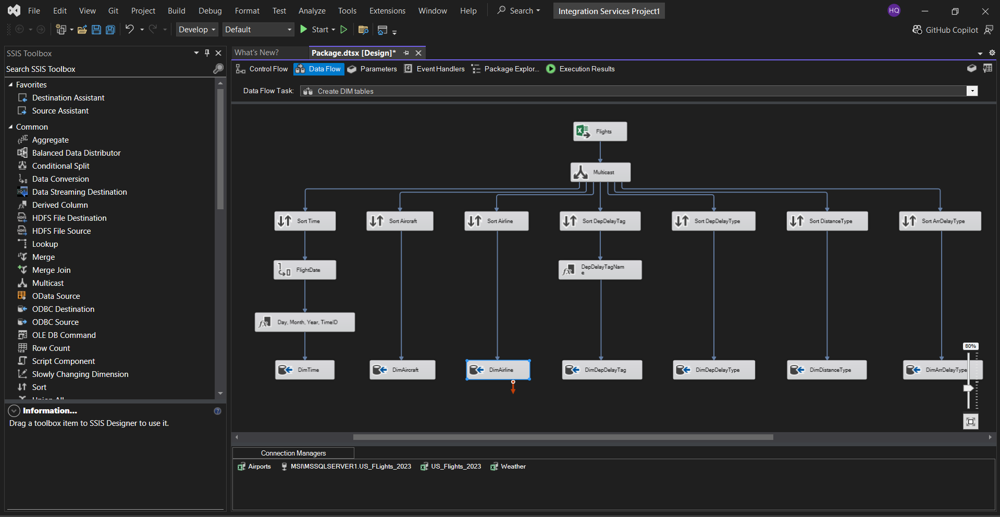 File Edit View Git Project Build Debug Format Test Analyze Tools Extensions Window Help Search Integration Services Project1 HQ
Develop Default Start GitHub Copilot
SSIS Toolbox
Search SSIS Toolbox
Favorites
Destination Assistant
Source Assistant
Common
Aggregate
Balanced Data Distributor
Conditional Split
Data Conversion
Data Streaming Destination
Derived Column
HDFS File Destination
HDFS File Source
Lookup
Merge
Merge Join
Multicast
OData Source
ODBC Destination
ODBC Source
OLE DB Command
Row Count
Script Component
Slowly Changing Dimension
Sort
Union All
Information...
Drag a toolbox item to SSIS Designer to use it.
What's New? Package.dtsx [Design]*
Control Flow Data Flow Parameters Event Handlers Package Explor... Execution Results
Data Flow Task: Create DIM tables
Flights
Multicast
Sort Time Sort Aircraft Sort Airline Sort DepDelayTag Sort DepDelayType Sort DistanceType Sort ArrDelayType
FlightDate
DepDelayTagNam
e
Day, Month, Year, TimeID
80%
DimTime DimAircraft DimAirline DimDepDelayTag DimDepDelayType DimDistanceType DimArrDelayType
Connection Managers
Airports MSI\MSSQLSERVER1.US_FLights_2023 US_Flights_2023 Weather